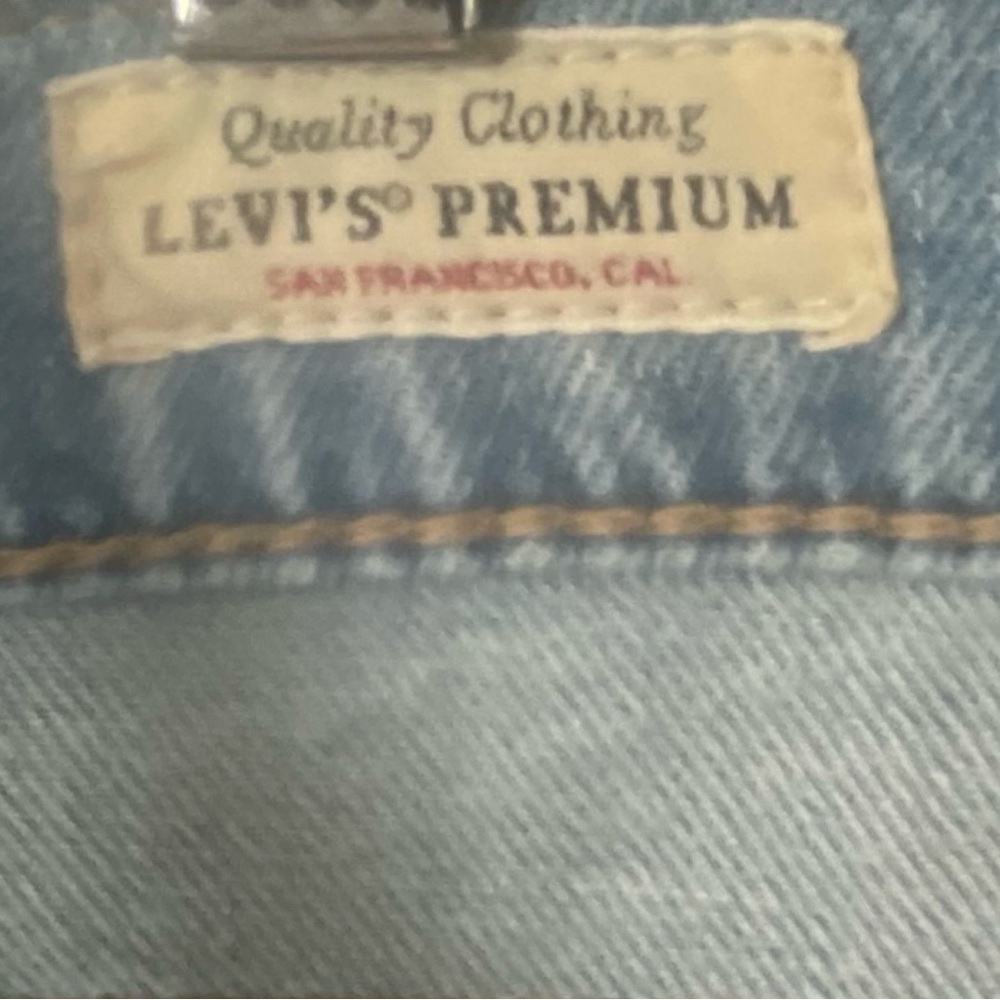 Quality Clothing
LEVI'S® PREMIUM
SAN FRANCISCO, CAL